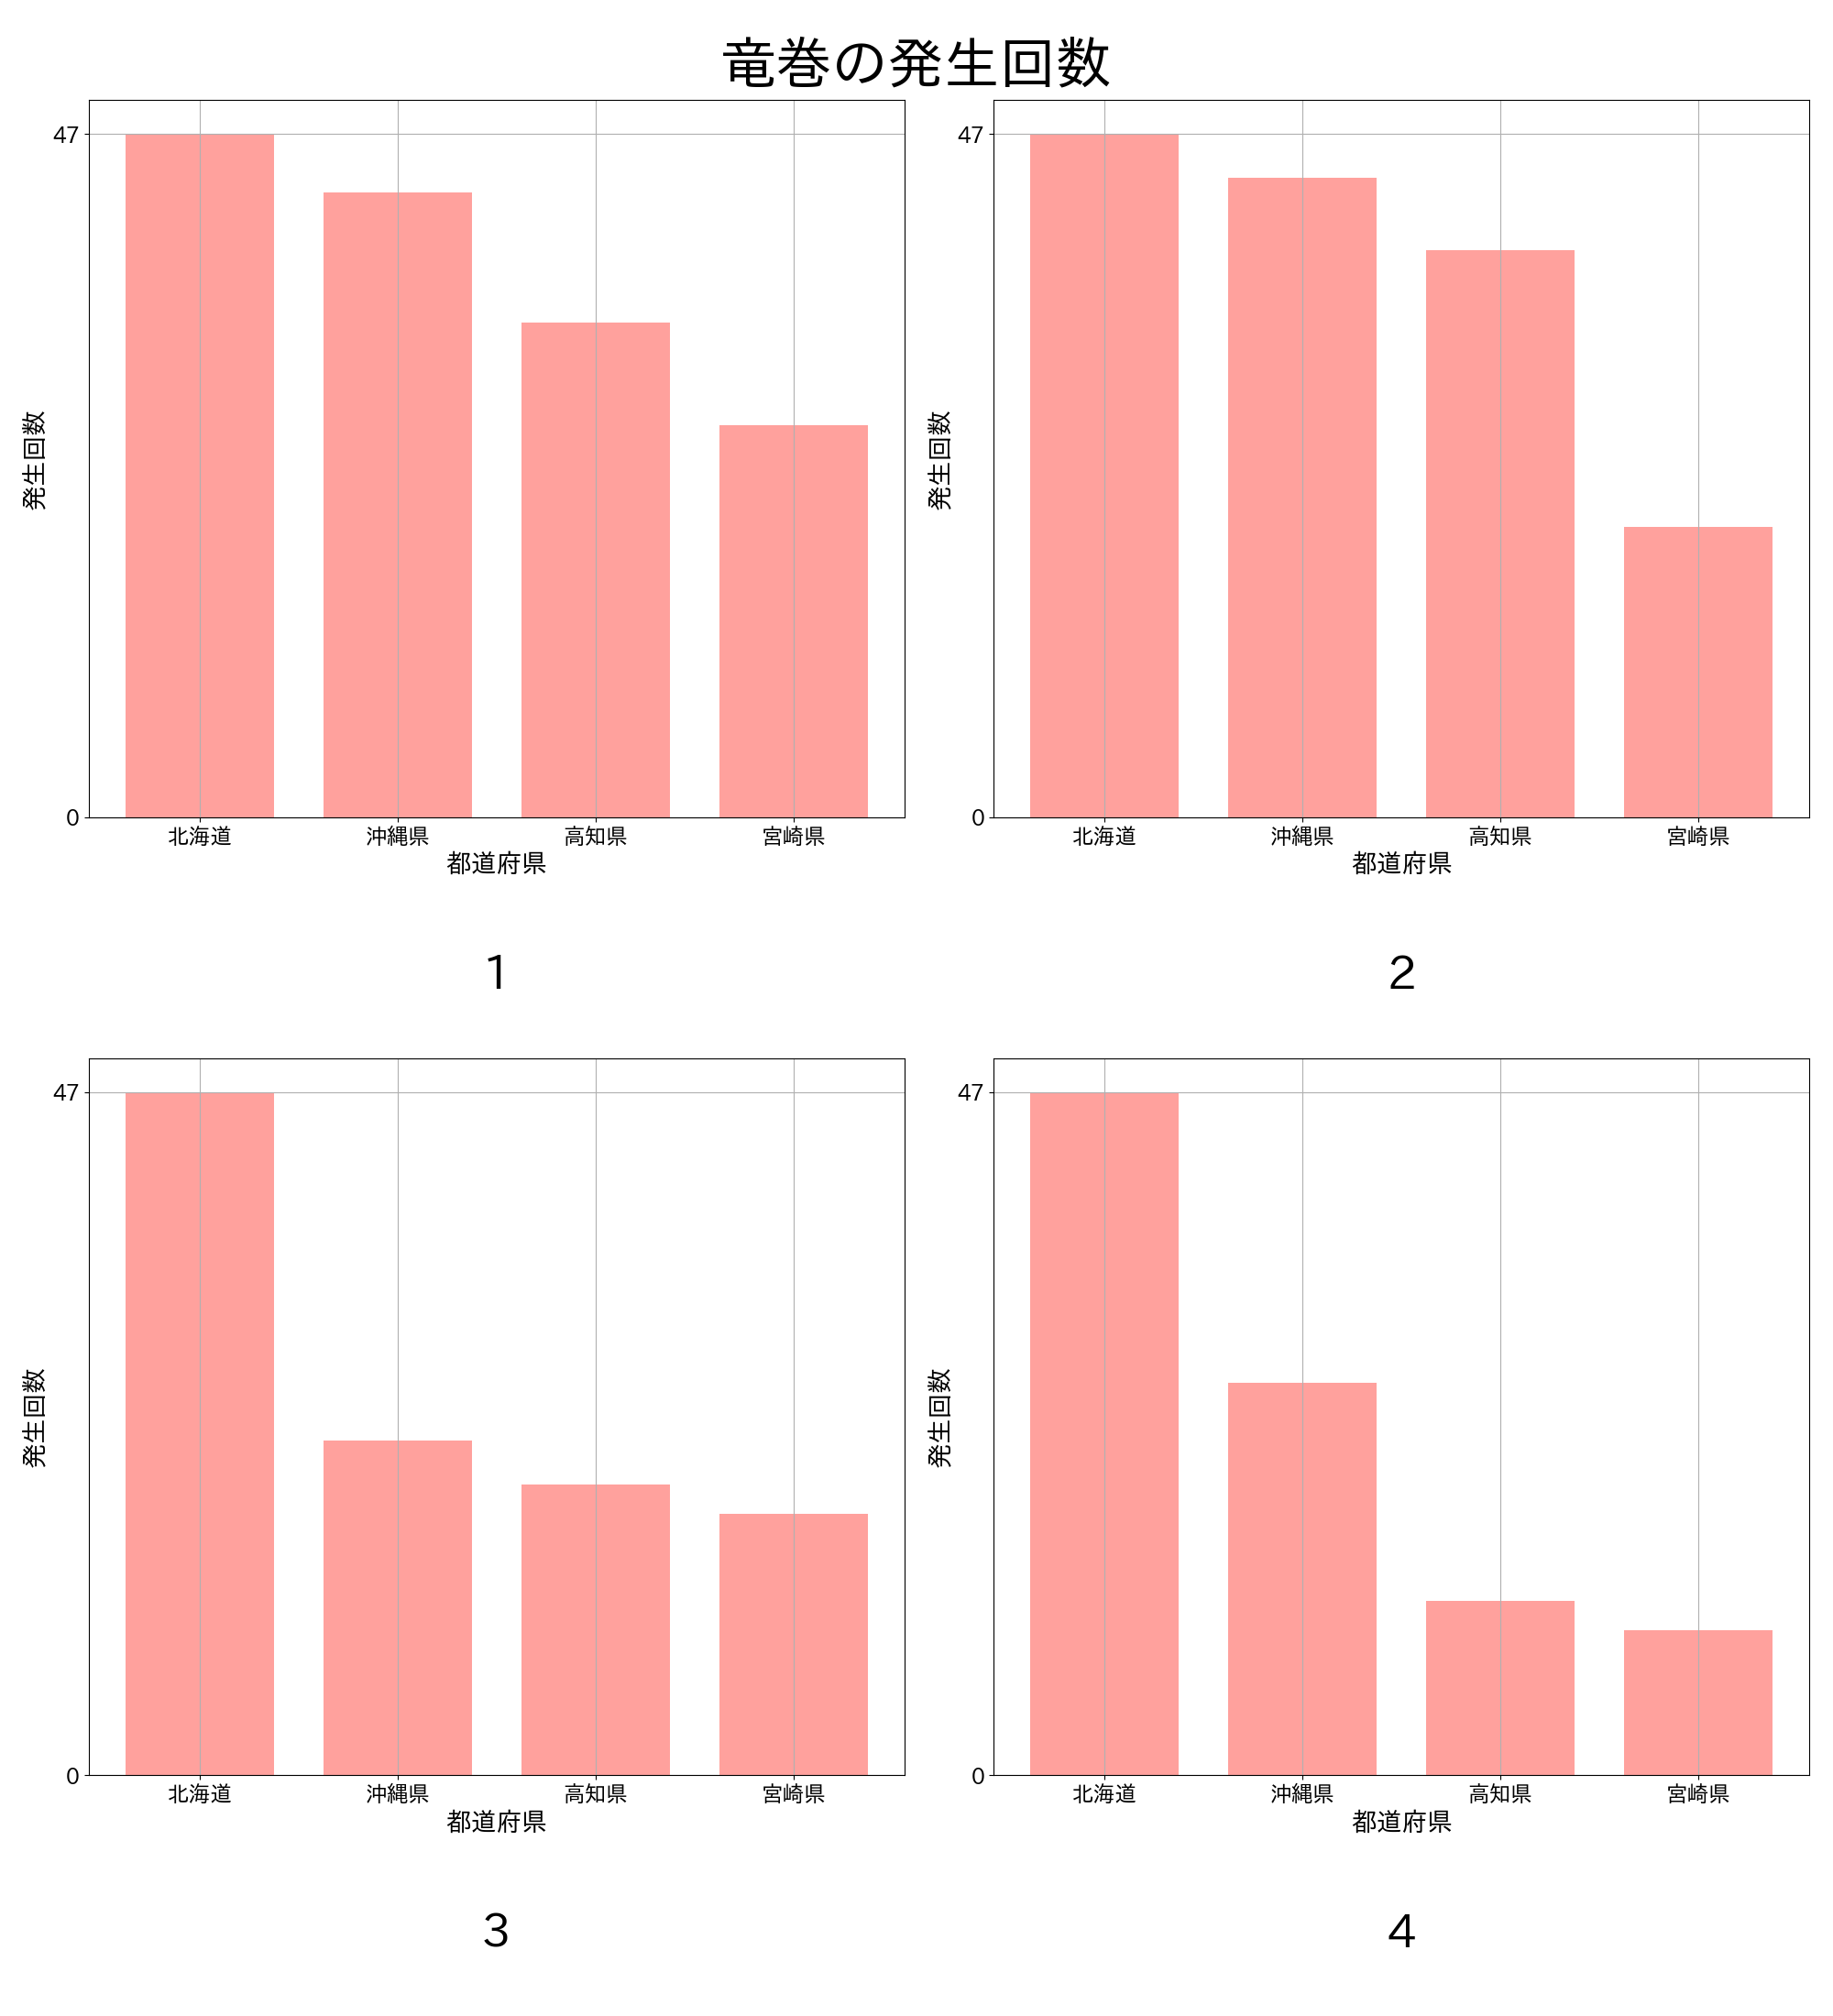 竜巻の発生回数
47
発生回数
0
北海道 沖縄県 高知県 宮崎県
都道府県
1
47
発生回数
0
北海道 沖縄県 高知県 宮崎県
都道府県
2
47
発生回数
0
北海道 沖縄県 高知県 宮崎県
都道府県
3
47
発生回数
0
北海道 沖縄県 高知県 宮崎県
都道府県
4